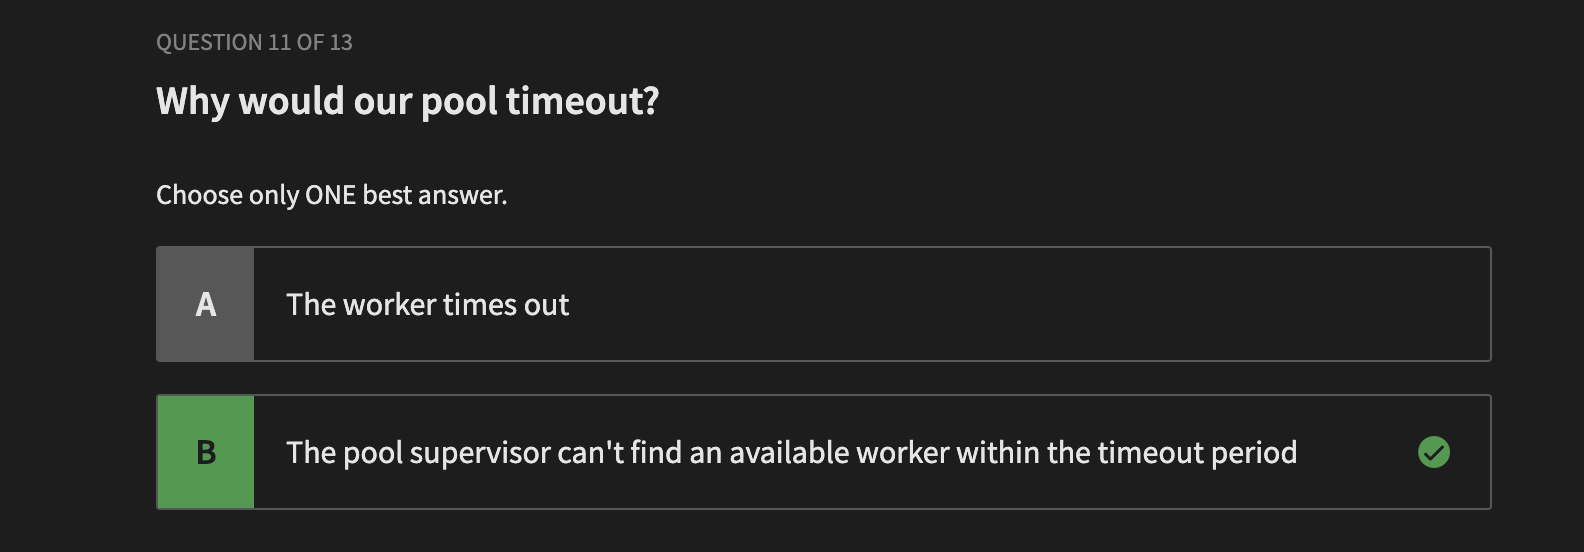 QUESTION 11 OF 13
Why would our pool timeout?
Choose only ONE best answer.
A
The worker times out
B
The pool supervisor can't find an available worker within the timeout period